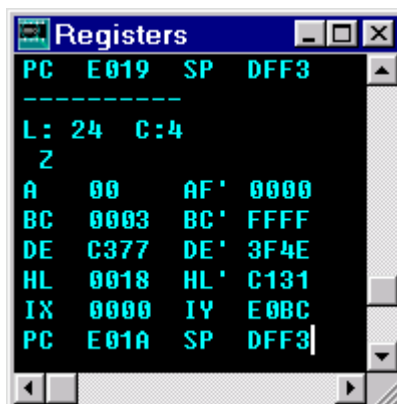 Registers
PC E019 SP DFF3
----------
L: 24 C:4
Z
A 00 AF' 0000
BC 0003 BC' FFFF
DE C377 DE' 3F4E
HL 0018 HL' C131
IX 0000 IY E0BC
PC E01A SP DFF3